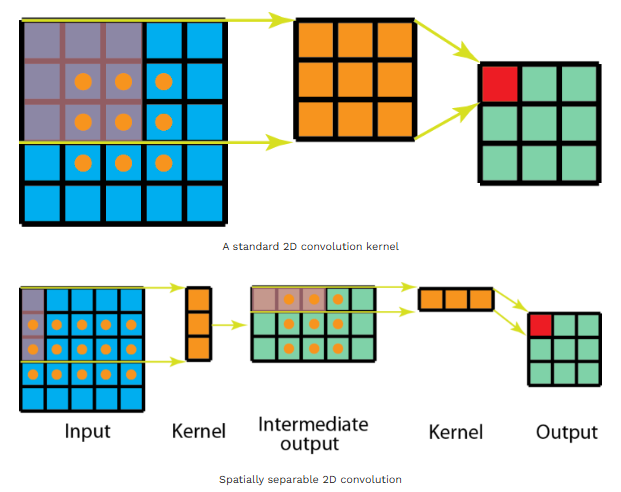 A standard 2D convolution kernel
Input
Kernel
Intermediate
output
Kernel
Output
Spatially separable 2D convolution